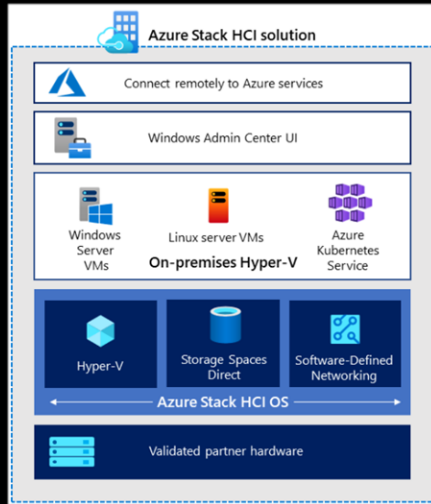 Azure Stack HCI solution
Connect remotely to Azure services
Windows Admin Center UI
Windows
Server
VMs
Linux server VMs
Azure
Kubernetes
Service
On-premises Hyper-V
Hyper-V
Storage Spaces
Direct
Software-Defined
Networking
Azure Stack HCI OS
Validated partner hardware